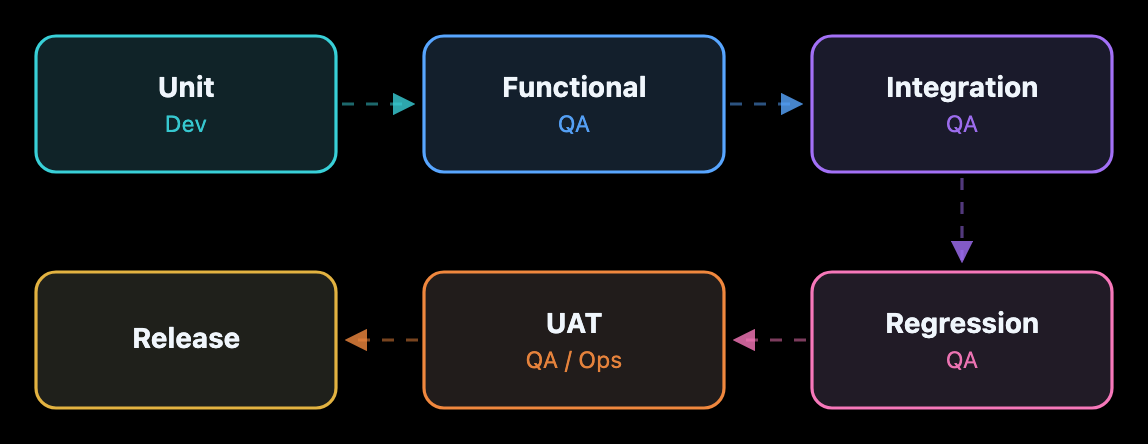 Unit
Dev
Functional
QA
Integration
QA
Release
UAT
QA / Ops
Regression
QA